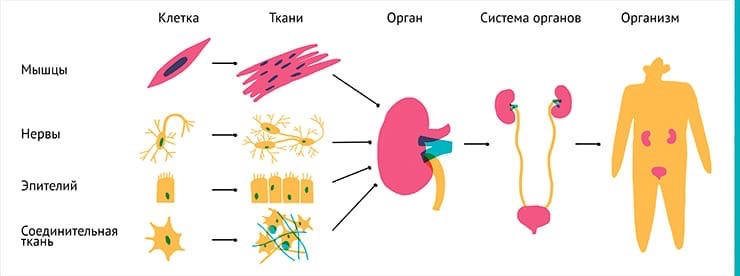 Клетка Ткани Орган Система органов Организм
Мышцы
Нервы
Эпителий
Соединительная
ткань